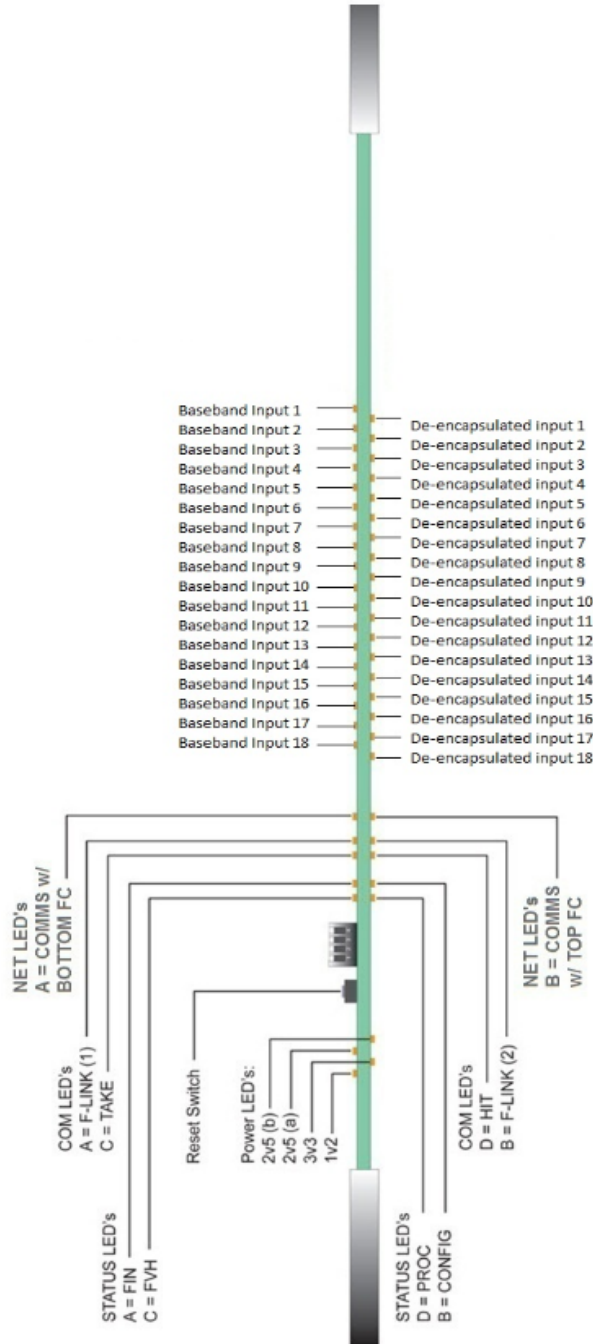 Baseband Input 1
Baseband Input 2
Baseband Input 3
Baseband Input 4
Baseband Input 5
Baseband Input 6
Baseband Input 7
Baseband Input 8
Baseband Input 9
Baseband Input 10
Baseband Input 11
Baseband Input 12
Baseband Input 13
Baseband Input 14
Baseband Input 15
Baseband Input 16
Baseband Input 17
Baseband Input 18
De-encapsulated input 1
De-encapsulated input 2
De-encapsulated input 3
De-encapsulated input 4
De-encapsulated input 5
De-encapsulated input 6
De-encapsulated input 7
De-encapsulated input 8
De-encapsulated input 9
De-encapsulated input 10
De-encapsulated input 11
De-encapsulated input 12
De-encapsulated input 13
De-encapsulated input 14
De-encapsulated input 15
De-encapsulated input 16
De-encapsulated input 17
De-encapsulated input 18
NET LED's
A = COMMS w/
BOTTOM FC
COM LED's
A = F-LINK (1)
C = TAKE
STATUS LED's
A = FIN
C = FVH
Reset Switch
Power LED's:
2v5 (b)
2v5 (a)
3v3
1v2
STATUS LED's
D = PROC
B = CONFIG
COM LED's
D = HIT
B = F-LINK (2)
NET LED's
B = COMMS
w/ TOP FC